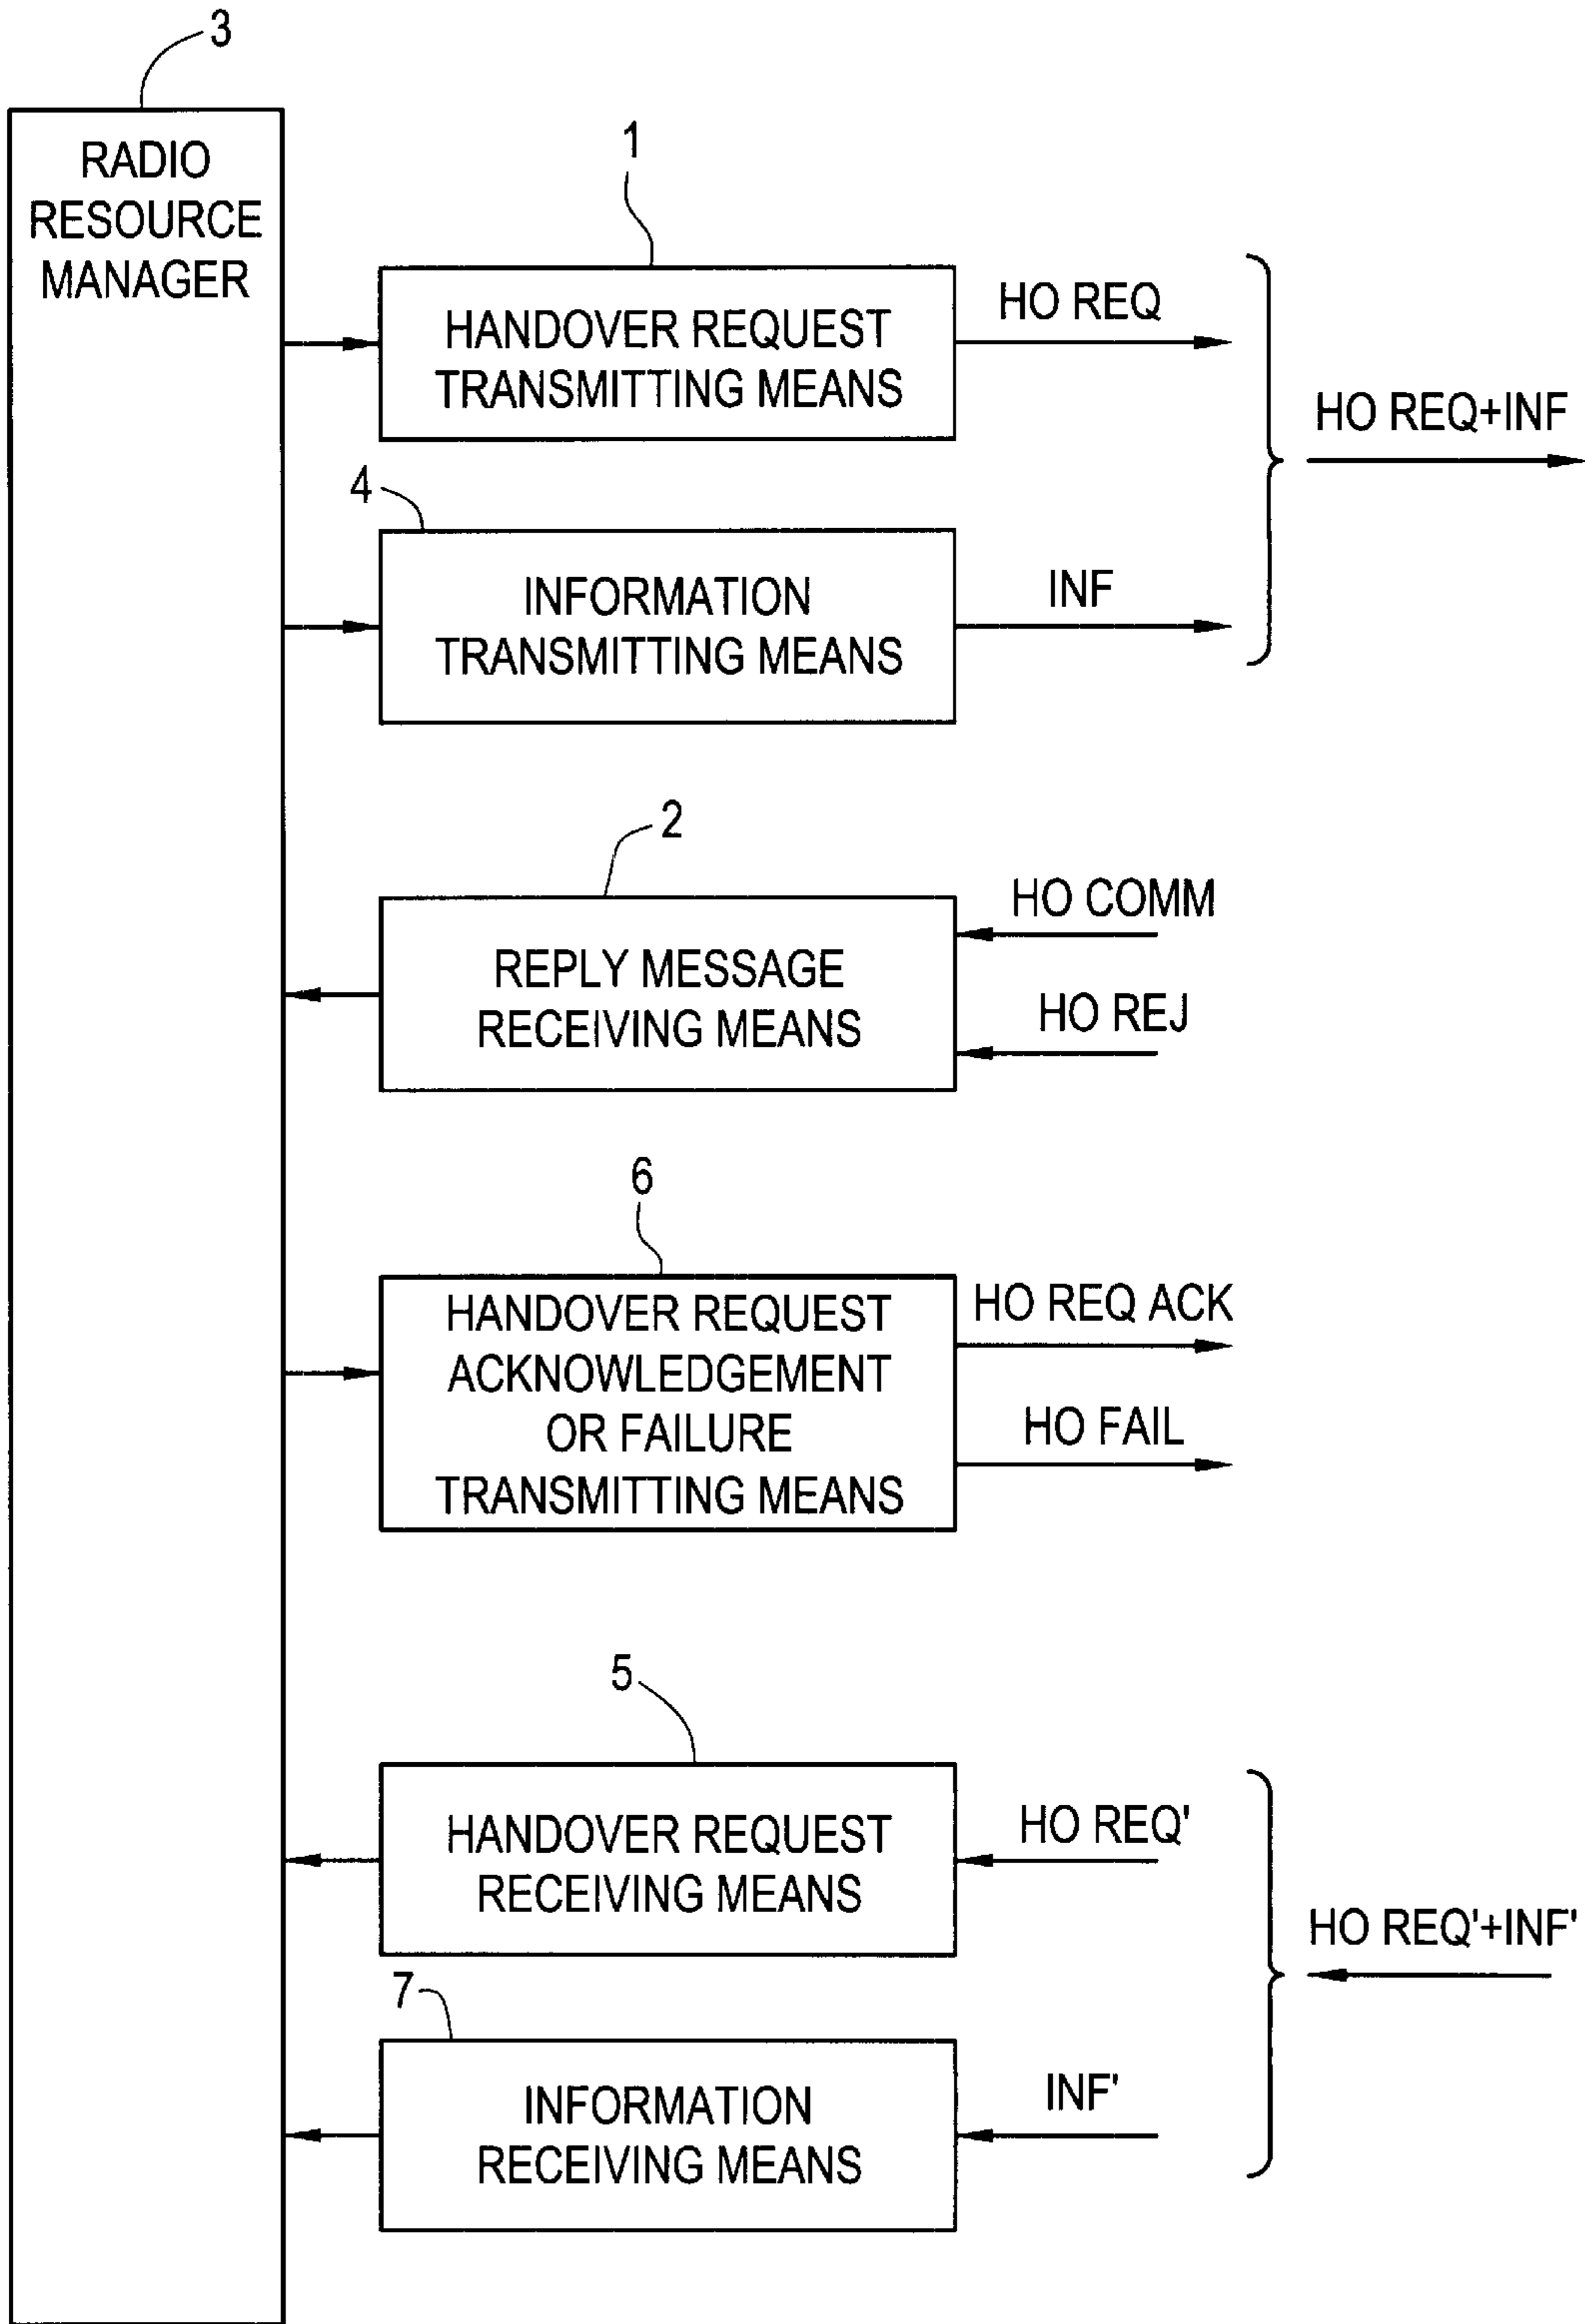 3
RADIO
RESOURCE
MANAGER
1
HANDOVER REQUEST
TRANSMITTING MEANS
HO REQ
HO REQ+INF
4
INFORMATION
TRANSMITTING MEANS
INF
2
REPLY MESSAGE
RECEIVING MEANS
HO COMM
HO REJ
6
HANDOVER REQUEST
ACKNOWLEDGEMENT
OR FAILURE
TRANSMITTING MEANS
HO REQ ACK
HO FAIL
5
HANDOVER REQUEST
RECEIVING MEANS
HO REQ'
HO REQ'+INF'
7
INFORMATION
RECEIVING MEANS
INF'